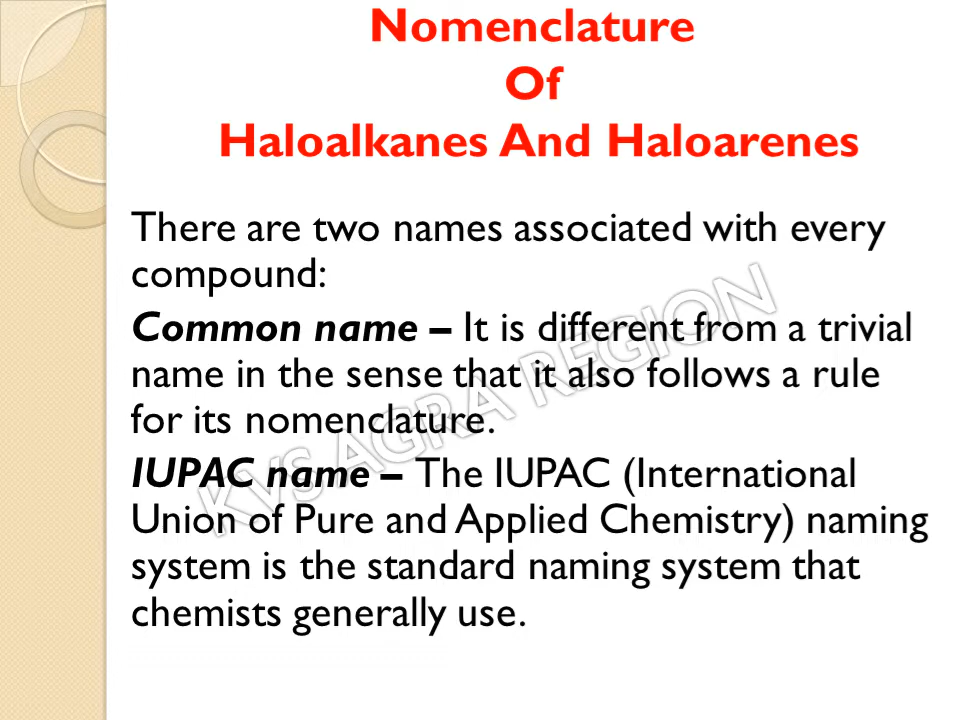 Nomenclature
Of
Haloalkanes And Haloarenes
There are two names associated with every
compound:
Common name – It is different from a trivial
name in the sense that it also follows a rule
for its nomenclature.
IUPAC name – The IUPAC (International
Union of Pure and Applied Chemistry) naming
system is the standard naming system that
chemists generally use.
KVS AGRA REGION